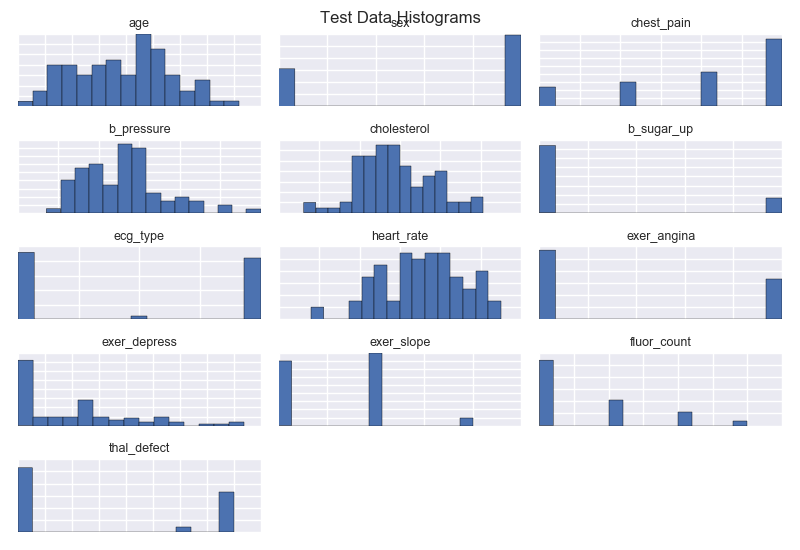 Test Data Histograms
age
sex
chest_pain
b_pressure
cholesterol
b_sugar_up
ecg_type
heart_rate
exer_angina
exer_depress
exer_slope
fluor_count
thal_defect